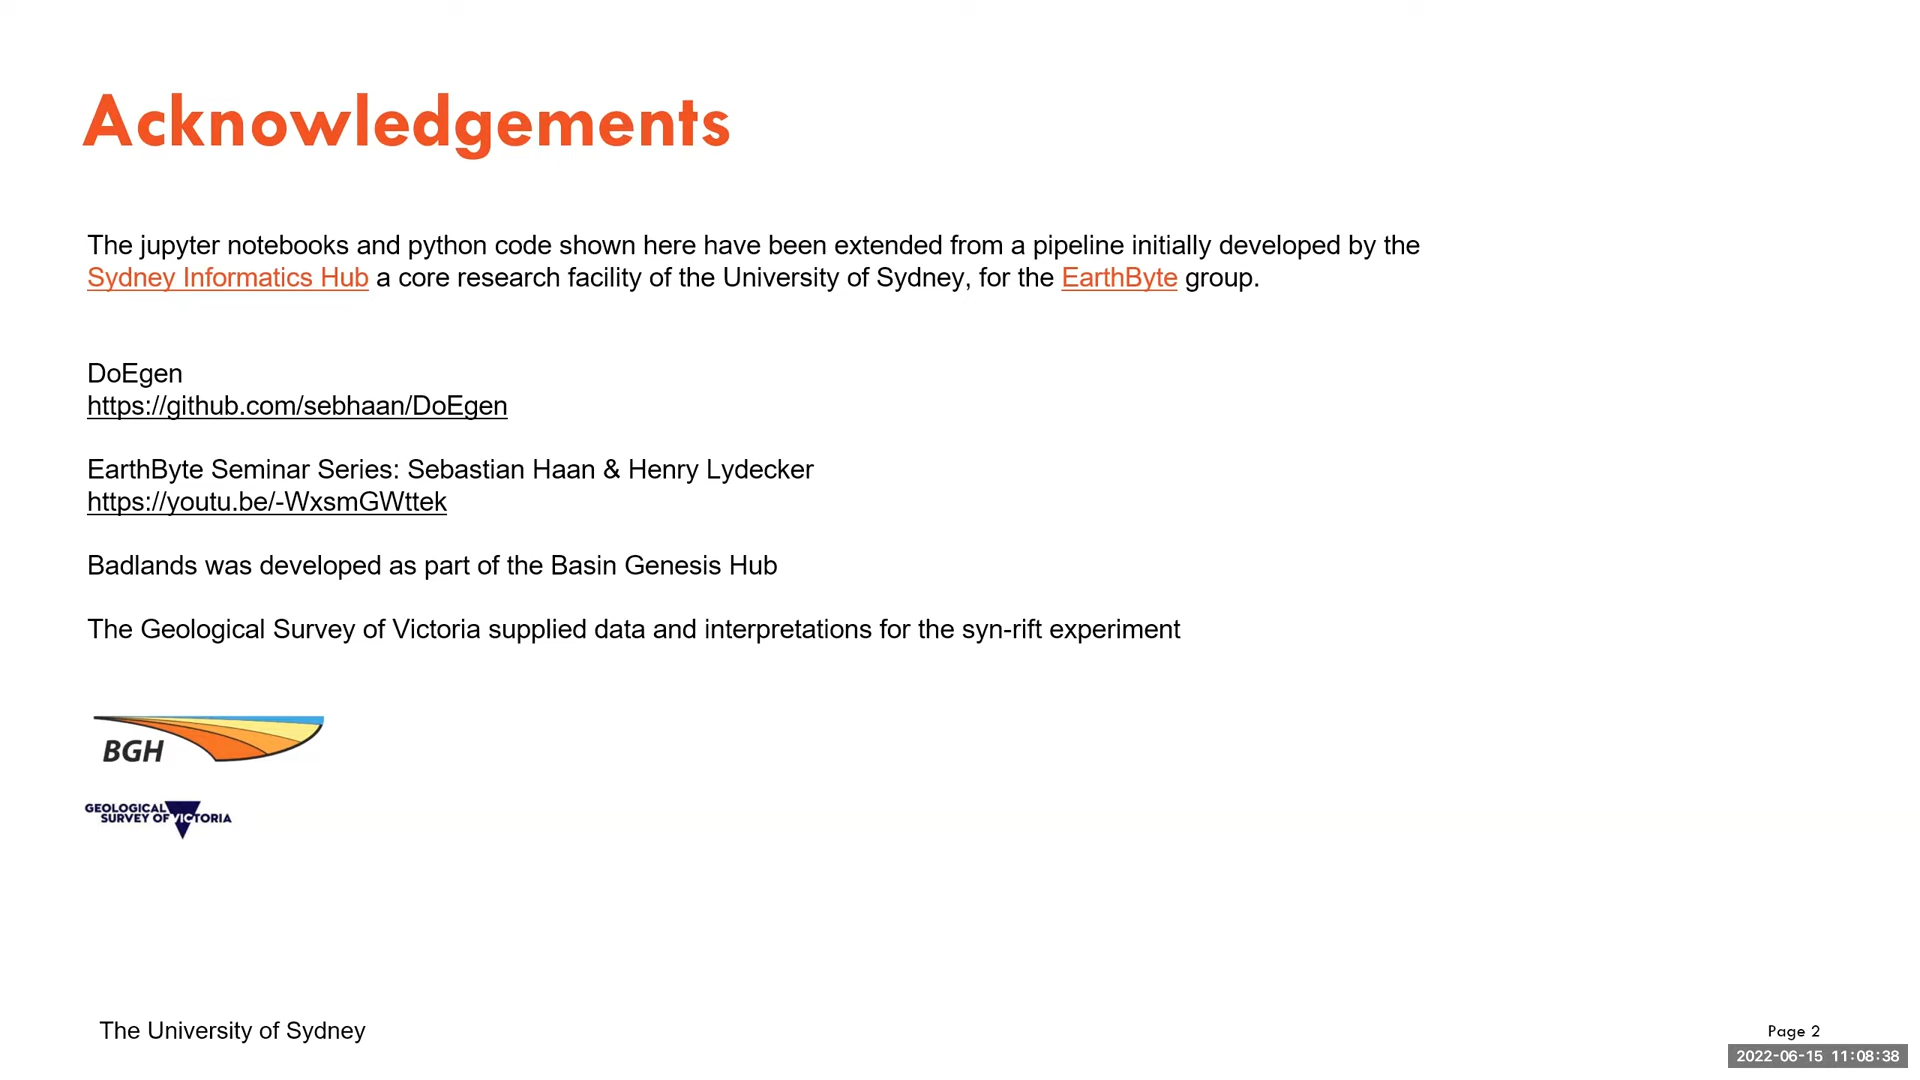 Acknowledgements
The jupyter notebooks and python code shown here have been extended from a pipeline initially developed by the
Sydney Informatics Hub a core research facility of the University of Sydney, for the EarthByte group.
DoEgen
https://github.com/sebhaan/DoEgen
EarthByte Seminar Series: Sebastian Haan & Henry Lydecker
https://youtu.be/-WxsmGWttek
Badlands was developed as part of the Basin Genesis Hub
The Geological Survey of Victoria supplied data and interpretations for the syn-rift experiment
BGH
GEOLOGICAL
SURVEY OF VICTORIA
The University of Sydney
Page 2
2022-06-15 11:08:38